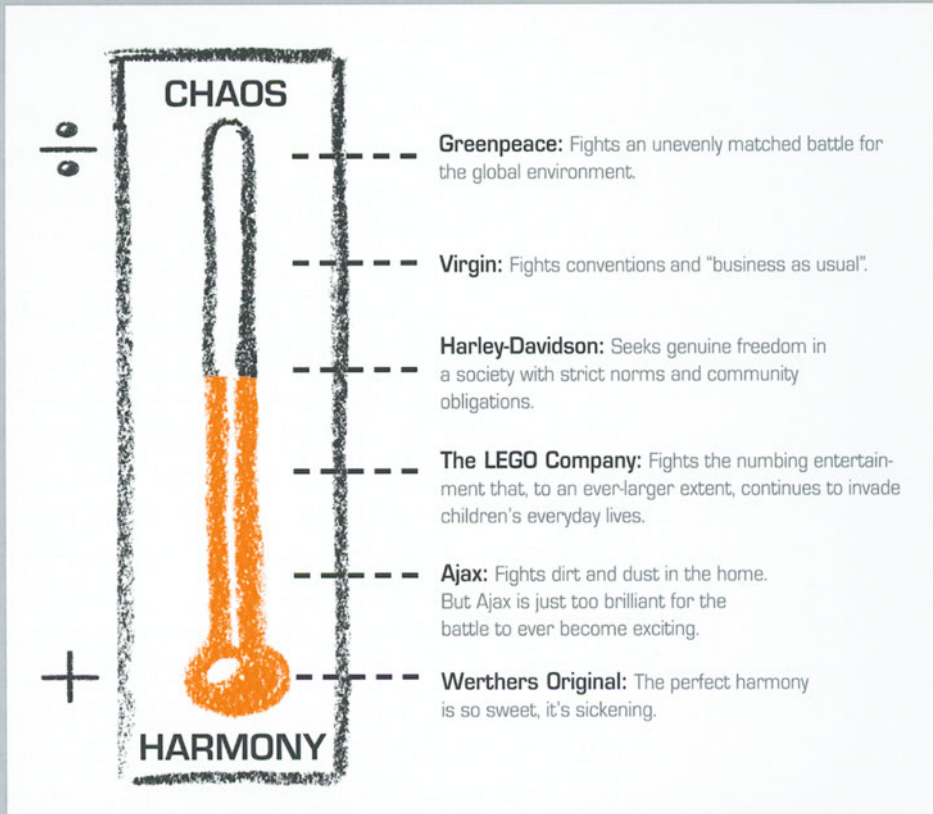 CHAOS
÷
Greenpeace: Fights an unevenly matched battle for
the global environment.
Virgin: Fights conventions and “business as usual”.
Harley-Davidson: Seeks genuine freedom in
a society with strict norms and community
obligations.
The LEGO Company: Fights the numbing entertain-
ment that, to an ever-larger extent, continues to invade
children's everyday lives.
Ajax: Fights dirt and dust in the home.
But Ajax is just too brilliant for the
battle to ever become exciting.
+
Werthers Original: The perfect harmony
is so sweet, it's sickening.
HARMONY